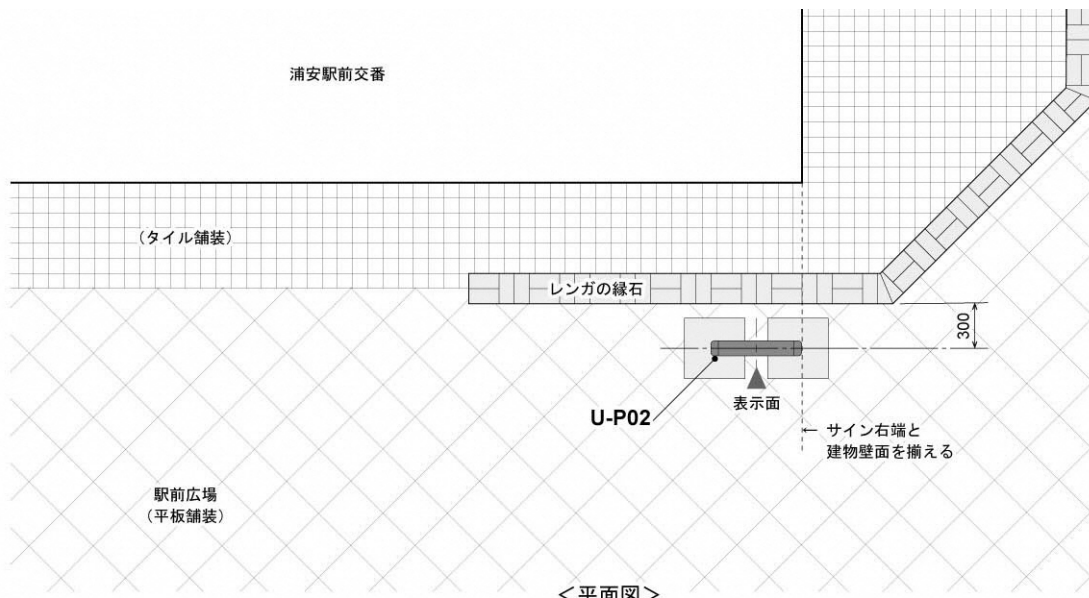 浦安駅前交番
（タイル舗装）
レンガの縁石
300
表示面
U-P02
← サイン右端と
建物壁面を揃える
駅前広場
（平板舗装）
＜平面図＞